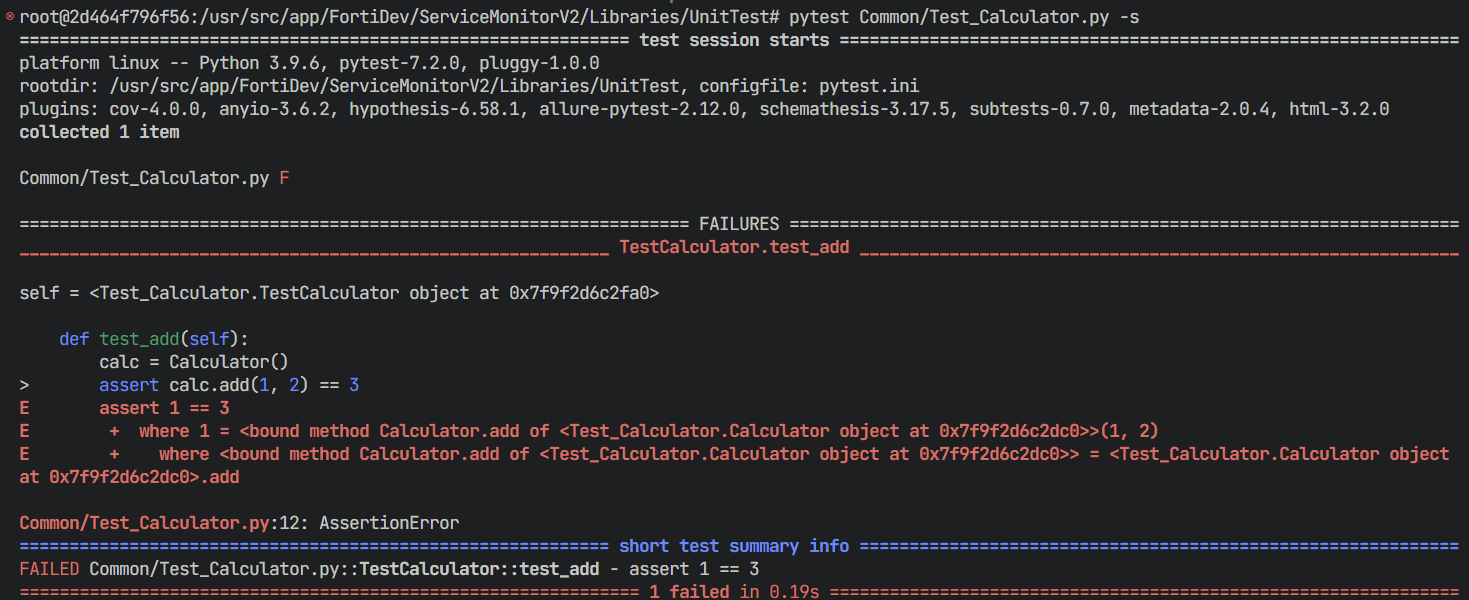 root@2d464f796f56:/usr/src/app/FortiDev/ServiceMonitorV2/Libraries/UnitTest# pytest Common/Test_Calculator.py -s
============================================================= test session starts ==============================================================
platform linux -- Python 3.9.6, pytest-7.2.0, pluggy-1.0.0
rootdir: /usr/src/app/FortiDev/ServiceMonitorV2/Libraries/UnitTest, configfile: pytest.ini
plugins: cov-4.0.0, anyio-3.6.2, hypothesis-6.58.1, allure-pytest-2.12.0, schemathesis-3.17.5, subtests-0.7.0, metadata-2.0.4, html-3.2.0
collected 1 item
Common/Test_Calculator.py F
=================================================================== FAILURES ===================================================================
___________________________________________________________ TestCalculator.test_add ____________________________________________________________
self = <Test_Calculator.TestCalculator object at 0x7f9f2d6c2fa0>
    def test_add(self):
        calc = Calculator()
>       assert calc.add(1, 2) == 3
E       assert 1 == 3
E        +  where 1 = <bound method Calculator.add of <Test_Calculator.Calculator object at 0x7f9f2d6c2dc0>>(1, 2)
E        +    where <bound method Calculator.add of <Test_Calculator.Calculator object at 0x7f9f2d6c2dc0>> = <Test_Calculator.Calculator object
at 0x7f9f2d6c2dc0>.add
Common/Test_Calculator.py:12: AssertionError
=========================================================== short test summary info ============================================================
FAILED Common/Test_Calculator.py::TestCalculator::test_add - assert 1 == 3
============================================================== 1 failed in 0.19s ===============================================================